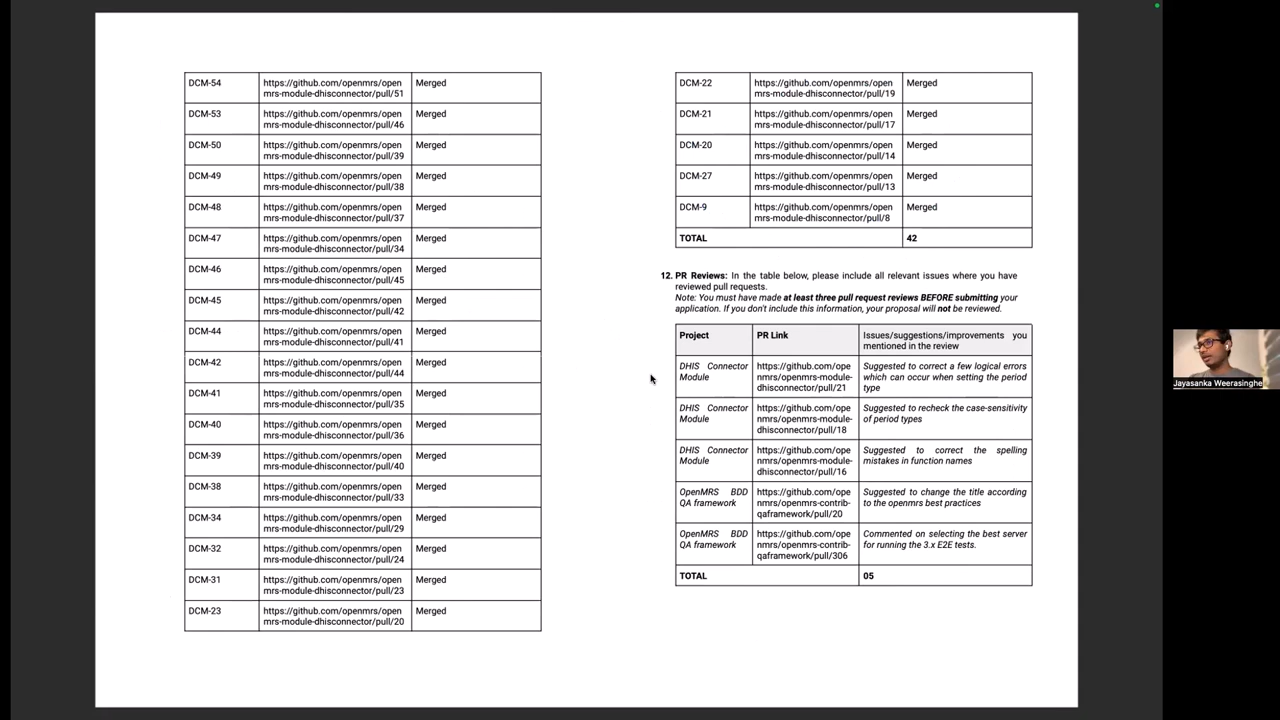 DCM-54 https://github.com/openmrs/open Merged
mrs-module-dhisconnector/pull/51
DCM-53 https://github.com/openmrs/open Merged
mrs-module-dhisconnector/pull/46
DCM-50 https://github.com/openmrs/open Merged
mrs-module-dhisconnector/pull/39
DCM-49 https://github.com/openmrs/open Merged
mrs-module-dhisconnector/pull/38
DCM-48 https://github.com/openmrs/open Merged
mrs-module-dhisconnector/pull/37
DCM-47 https://github.com/openmrs/open Merged
mrs-module-dhisconnector/pull/34
DCM-46 https://github.com/openmrs/open Merged
mrs-module-dhisconnector/pull/45
DCM-45 https://github.com/openmrs/open Merged
mrs-module-dhisconnector/pull/42
DCM-44 https://github.com/openmrs/open Merged
mrs-module-dhisconnector/pull/41
DCM-42 https://github.com/openmrs/open Merged
mrs-module-dhisconnector/pull/44
DCM-41 https://github.com/openmrs/open Merged
mrs-module-dhisconnector/pull/35
DCM-40 https://github.com/openmrs/open Merged
mrs-module-dhisconnector/pull/36
DCM-39 https://github.com/openmrs/open Merged
mrs-module-dhisconnector/pull/40
DCM-38 https://github.com/openmrs/open Merged
mrs-module-dhisconnector/pull/33
DCM-34 https://github.com/openmrs/open Merged
mrs-module-dhisconnector/pull/29
DCM-32 https://github.com/openmrs/open Merged
mrs-module-dhisconnector/pull/24
DCM-31 https://github.com/openmrs/open Merged
mrs-module-dhisconnector/pull/23
DCM-23 https://github.com/openmrs/open Merged
mrs-module-dhisconnector/pull/20
DCM-22 https://github.com/openmrs/open Merged
mrs-module-dhisconnector/pull/19
DCM-21 https://github.com/openmrs/open Merged
mrs-module-dhisconnector/pull/17
DCM-20 https://github.com/openmrs/open Merged
mrs-module-dhisconnector/pull/14
DCM-27 https://github.com/openmrs/open Merged
mrs-module-dhisconnector/pull/13
DCM-9 https://github.com/openmrs/open Merged
mrs-module-dhisconnector/pull/8
TOTAL 42
12. PR Reviews: In the table below, please include all relevant issues where you have
reviewed pull requests.
Note: You must have made at least three pull request reviews BEFORE submitting your
application. If you don't include this information, your proposal will not be reviewed.
Project PR Link Issues/suggestions/improvements you
mentioned in the review
DHIS Connector https://github.com/ope Suggested to correct a few logical errors
Module nmrs/openmrs-module- which can occur when setting the period
dhisconnector/pull/21 type
DHIS Connector https://github.com/ope Suggested to recheck the case-sensitivity
Module nmrs/openmrs-module- of period types
dhisconnector/pull/18
DHIS Connector https://github.com/ope Suggested to correct the spelling
Module nmrs/openmrs-module- mistakes in function names
dhisconnector/pull/16
OpenMRS BDD https://github.com/ope Suggested to change the title according
QA framework nmrs/openmrs-contrib- to the openmrs best practices
qaframework/pull/20
OpenMRS BDD https://github.com/ope Commented on selecting the best server
QA framework nmrs/openmrs-contrib- for running the 3.x E2E tests.
qaframework/pull/306
TOTAL 05
Jayasanka Weerasinghe